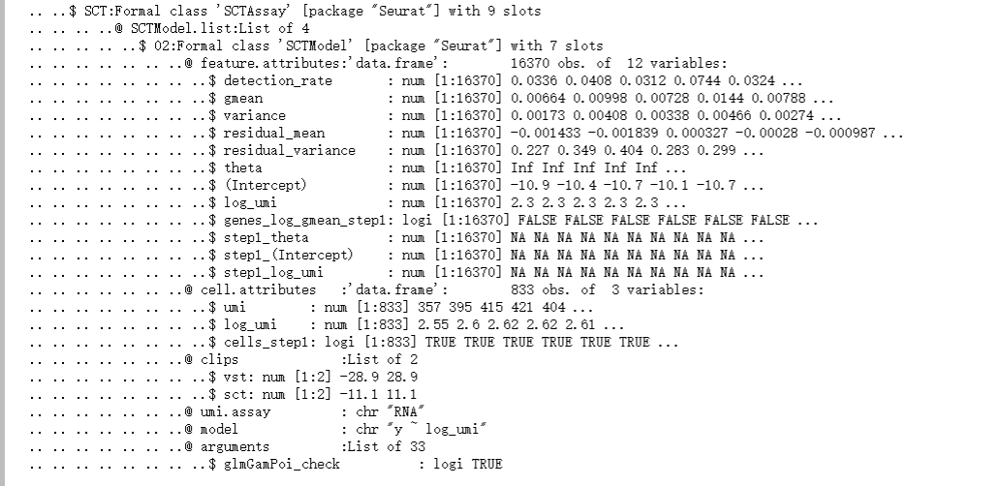 .. ..$ SCT:Formal class 'SCTAssay' [package "Seurat"] with 9 slots
.. .. .. ..@ SCTModel.list:List of 4
.. .. .. .. .. ..$ 02:Formal class 'SCTModel' [package "Seurat"] with 7 slots
.. .. .. .. .. .. .. ..@ feature.attributes:'data.frame':        16370 obs. of  12 variables:
.. .. .. .. .. .. .. .. ..$ detection_rate       : num [1:16370] 0.0336 0.0408 0.0312 0.0744 0.0324 ...
.. .. .. .. .. .. .. .. ..$ gmean                : num [1:16370] 0.00664 0.00998 0.00728 0.0144 0.00788 ...
.. .. .. .. .. .. .. .. ..$ variance             : num [1:16370] 0.00173 0.00408 0.00338 0.00466 0.00274 ...
.. .. .. .. .. .. .. .. ..$ residual_mean        : num [1:16370] -0.001433 -0.001839 0.000327 -0.00028 -0.000987 ...
.. .. .. .. .. .. .. .. ..$ residual_variance    : num [1:16370] 0.227 0.349 0.404 0.283 0.299 ...
.. .. .. .. .. .. .. .. ..$ theta                : num [1:16370] Inf Inf Inf Inf Inf ...
.. .. .. .. .. .. .. .. ..$ (Intercept)          : num [1:16370] -10.9 -10.4 -10.7 -10.1 -10.7 ...
.. .. .. .. .. .. .. .. ..$ log_umi              : num [1:16370] 2.3 2.3 2.3 2.3 2.3 ...
.. .. .. .. .. .. .. .. ..$ genes_log_gmean_step1: logi [1:16370] FALSE FALSE FALSE FALSE FALSE FALSE ...
.. .. .. .. .. .. .. .. ..$ step1_theta          : num [1:16370] NA NA NA NA NA NA NA NA NA NA ...
.. .. .. .. .. .. .. .. ..$ step1_(Intercept)    : num [1:16370] NA NA NA NA NA NA NA NA NA NA ...
.. .. .. .. .. .. .. .. ..$ step1_log_umi        : num [1:16370] NA NA NA NA NA NA NA NA NA NA ...
.. .. .. .. .. .. .. ..@ cell.attributes   :'data.frame':        833 obs. of  3 variables:
.. .. .. .. .. .. .. .. ..$ umi        : num [1:833] 357 395 415 421 404 ...
.. .. .. .. .. .. .. .. ..$ log_umi    : num [1:833] 2.55 2.6 2.62 2.62 2.61 ...
.. .. .. .. .. .. .. .. ..$ cells_step1: logi [1:833] TRUE TRUE TRUE TRUE TRUE TRUE ...
.. .. .. .. .. .. .. ..@ clips             :List of 2
.. .. .. .. .. .. .. .. ..$ vst: num [1:2] -28.9 28.9
.. .. .. .. .. .. .. .. ..$ sct: num [1:2] -11.1 11.1
.. .. .. .. .. .. .. ..@ umi.assay         : chr "RNA"
.. .. .. .. .. .. .. ..@ model             : chr "y ~ log_umi"
.. .. .. .. .. .. .. ..@ arguments         :List of 33
.. .. .. .. .. .. .. .. ..$ glmGamPoi_check         : logi TRUE